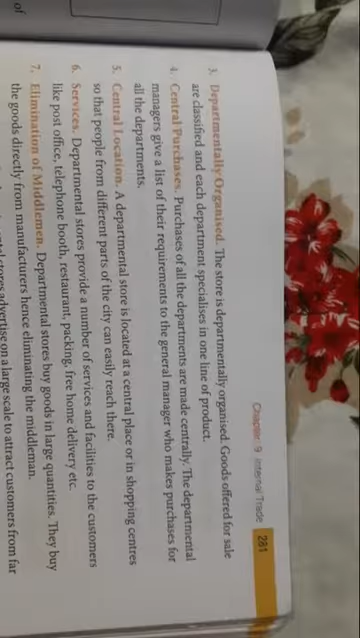 Chapter: 9 Internal Trade 281
3. Departmentally Organised. The store is departmentally organised. Goods offered for sale
are classified and each department specialises in one line of product.
4. Central Purchases. Purchases of all the departments are made centrally. The departmental
managers give a list of their requirements to the general manager who makes purchases for
all the departments.
5. Central Location. A departmental store is located at a central place or in shopping centres
so that people from different parts of the city can easily reach there.
6. Services. Departmental stores provide a number of services and facilities to the customers
like post office, telephone booth, restaurant, packing, free home delivery etc.
7. Elimination of Middlemen. Departmental stores buy goods in large quantities. They buy
the goods directly from manufacturers hence eliminating the middleman.
stores advertise on a large scale to attract customers from far
of